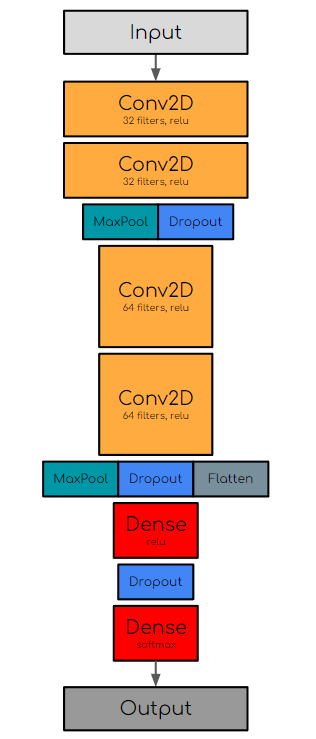 Input
Conv2D
32 filters, relu
Conv2D
32 filters, relu
MaxPool Dropout
Conv2D
64 filters, relu
Conv2D
64 filters, relu
MaxPool Dropout Flatten
Dense
relu
Dropout
Dense
softmax
Output